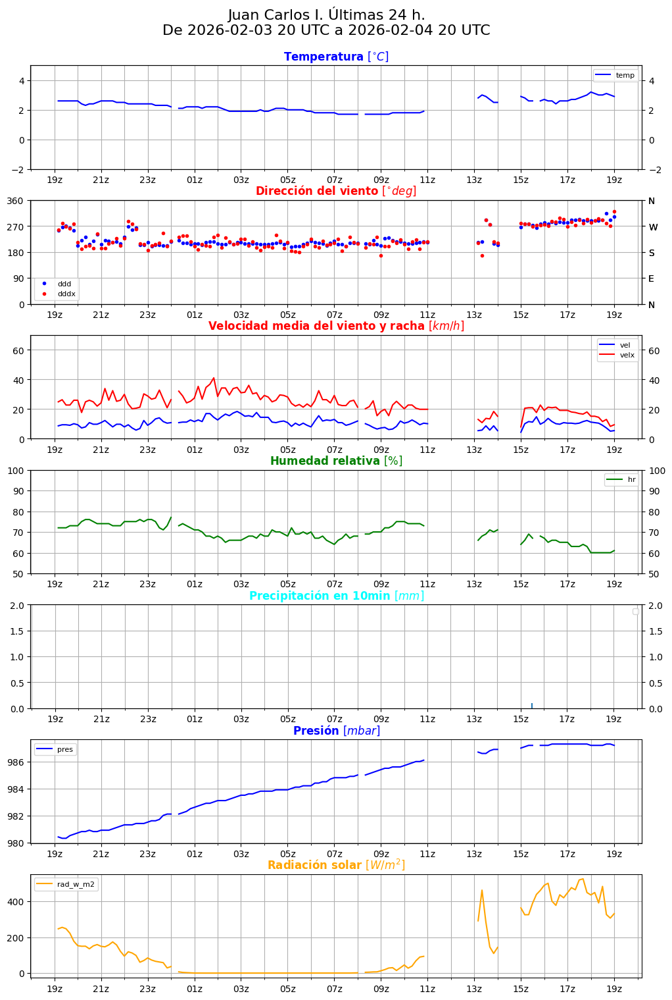 Juan Carlos I. Últimas 24 h.
De 2026-02-03 20 UTC a 2026-02-04 20 UTC
Temperatura [°C]
4 4
temp
2 2
0 0
−2 −2
19z 21z 23z 01z 03z 05z 07z 09z 11z 13z 15z 17z 19z
Dirección del viento [°deg]
360 N
270 W
180 S
90 E
ddd
dddx
0 N
19z 21z 23z 01z 03z 05z 07z 09z 11z 13z 15z 17z 19z
Velocidad media del viento y racha [km/h]
vel
60 60
velx
40 40
20 20
0 0
19z 21z 23z 01z 03z 05z 07z 09z 11z 13z 15z 17z 19z
Humedad relativa [%]
100 100
hr
90 90
80 80
70 70
60 60
50 50
19z 21z 23z 01z 03z 05z 07z 09z 11z 13z 15z 17z 19z
Precipitación en 10min [mm]
2.0 2.0
1.5 1.5
1.0 1.0
0.5 0.5
0.0 0.0
19z 21z 23z 01z 03z 05z 07z 09z 11z 13z 15z 17z 19z
Presión [mbar]
pres
986
984
982
980
19z 21z 23z 01z 03z 05z 07z 09z 11z 13z 15z 17z 19z
Radiación solar [W/m²]
rad_w_m2
400
200
0
19z 21z 23z 01z 03z 05z 07z 09z 11z 13z 15z 17z 19z